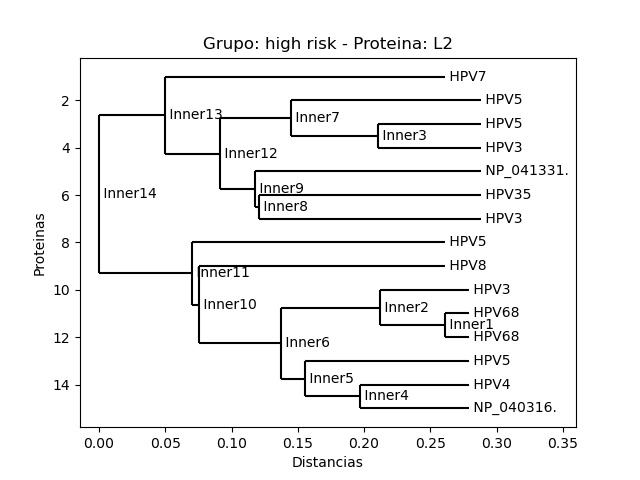 Grupo: high risk - Proteina: L2
HPV7
2
HPV5
Inner13
Inner7
HPV5
Inner3
4
HPV3
Inner12
NP_041331.
Inner9
6
Inner14
HPV35
Inner8
HPV3
Proteinas
8
HPV5
HPV8
Inner11
10
HPV3
Inner10
Inner2
HPV68
Inner1
12
HPV68
Inner6
HPV5
Inner5
14
HPV4
Inner4
NP_040316.
0.00 0.05 0.10 0.15 0.20 0.25 0.30 0.35
Distancias